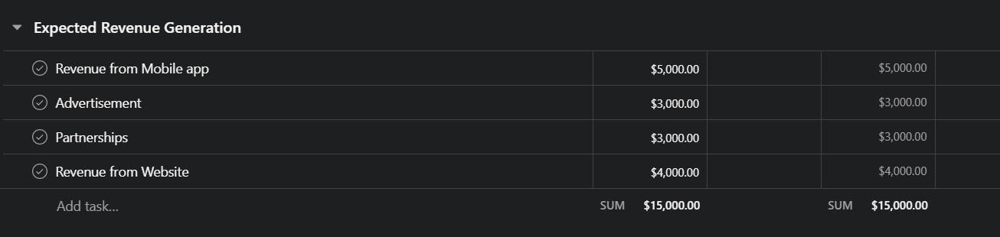 Expected Revenue Generation
Revenue from Mobile app $5,000.00 $5,000.00
Advertisement $3,000.00 $3,000.00
Partnerships $3,000.00 $3,000.00
Revenue from Website $4,000.00 $4,000.00
Add task... SUM $15,000.00 SUM $15,000.00